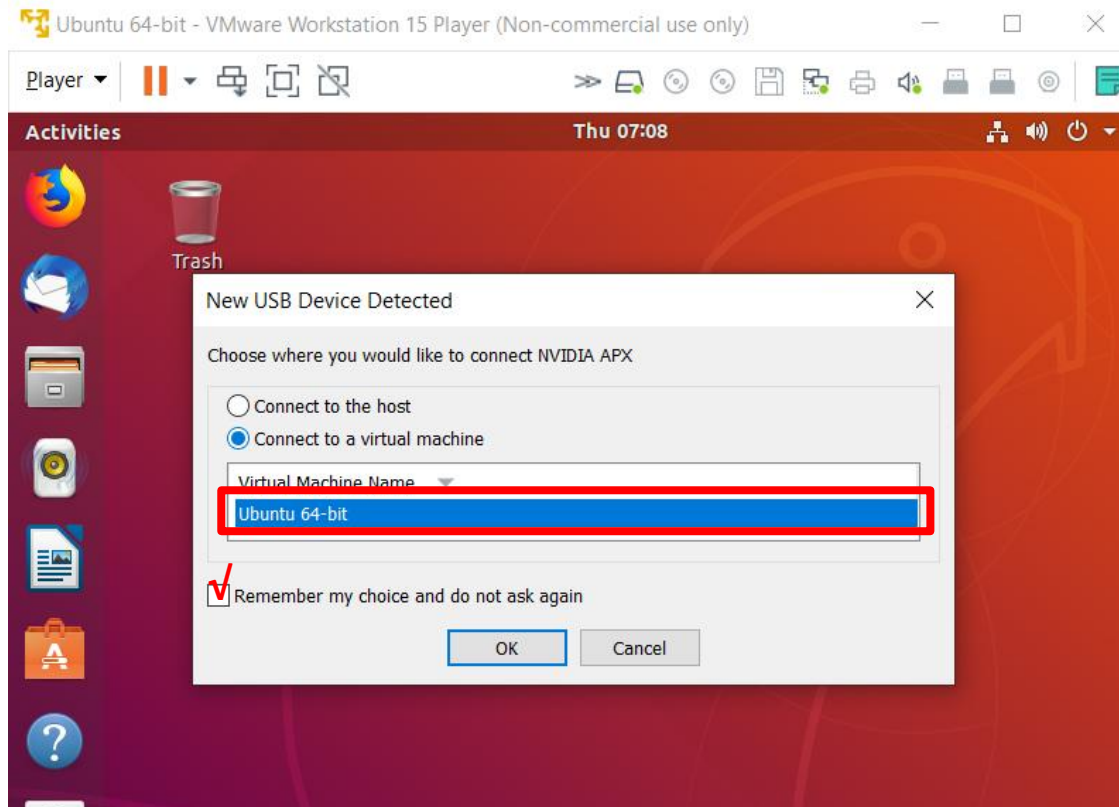 Ubuntu 64-bit - VMware Workstation 15 Player (Non-commercial use only)
Player
Activities
Thu 07:08
Trash
New USB Device Detected
Choose where you would like to connect NVIDIA APX
Connect to the host
Connect to a virtual machine
Virtual Machine Name
Ubuntu 64-bit
√
Remember my choice and do not ask again
OK
Cancel